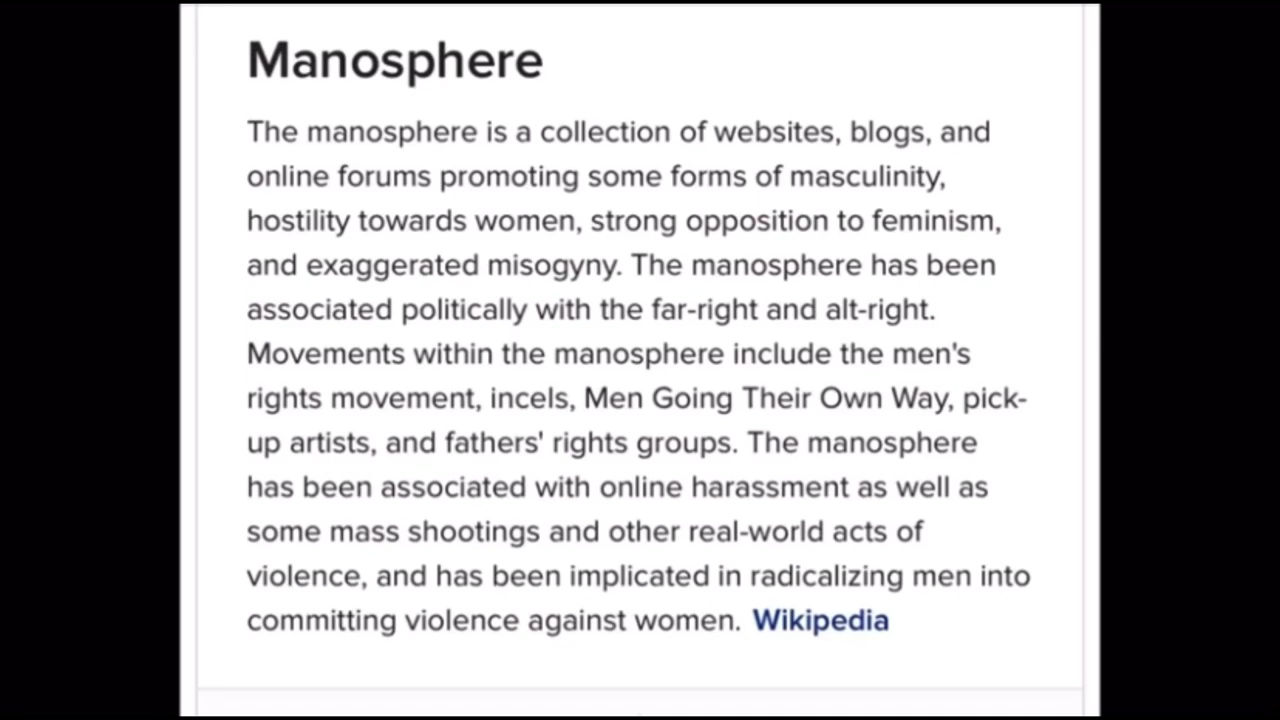 Manosphere
The manosphere is a collection of websites, blogs, and
online forums promoting some forms of masculinity,
hostility towards women, strong opposition to feminism,
and exaggerated misogyny. The manosphere has been
associated politically with the far-right and alt-right.
Movements within the manosphere include the men's
rights movement, incels, Men Going Their Own Way, pick-
up artists, and fathers' rights groups. The manosphere
has been associated with online harassment as well as
some mass shootings and other real-world acts of
violence, and has been implicated in radicalizing men into
committing violence against women. Wikipedia